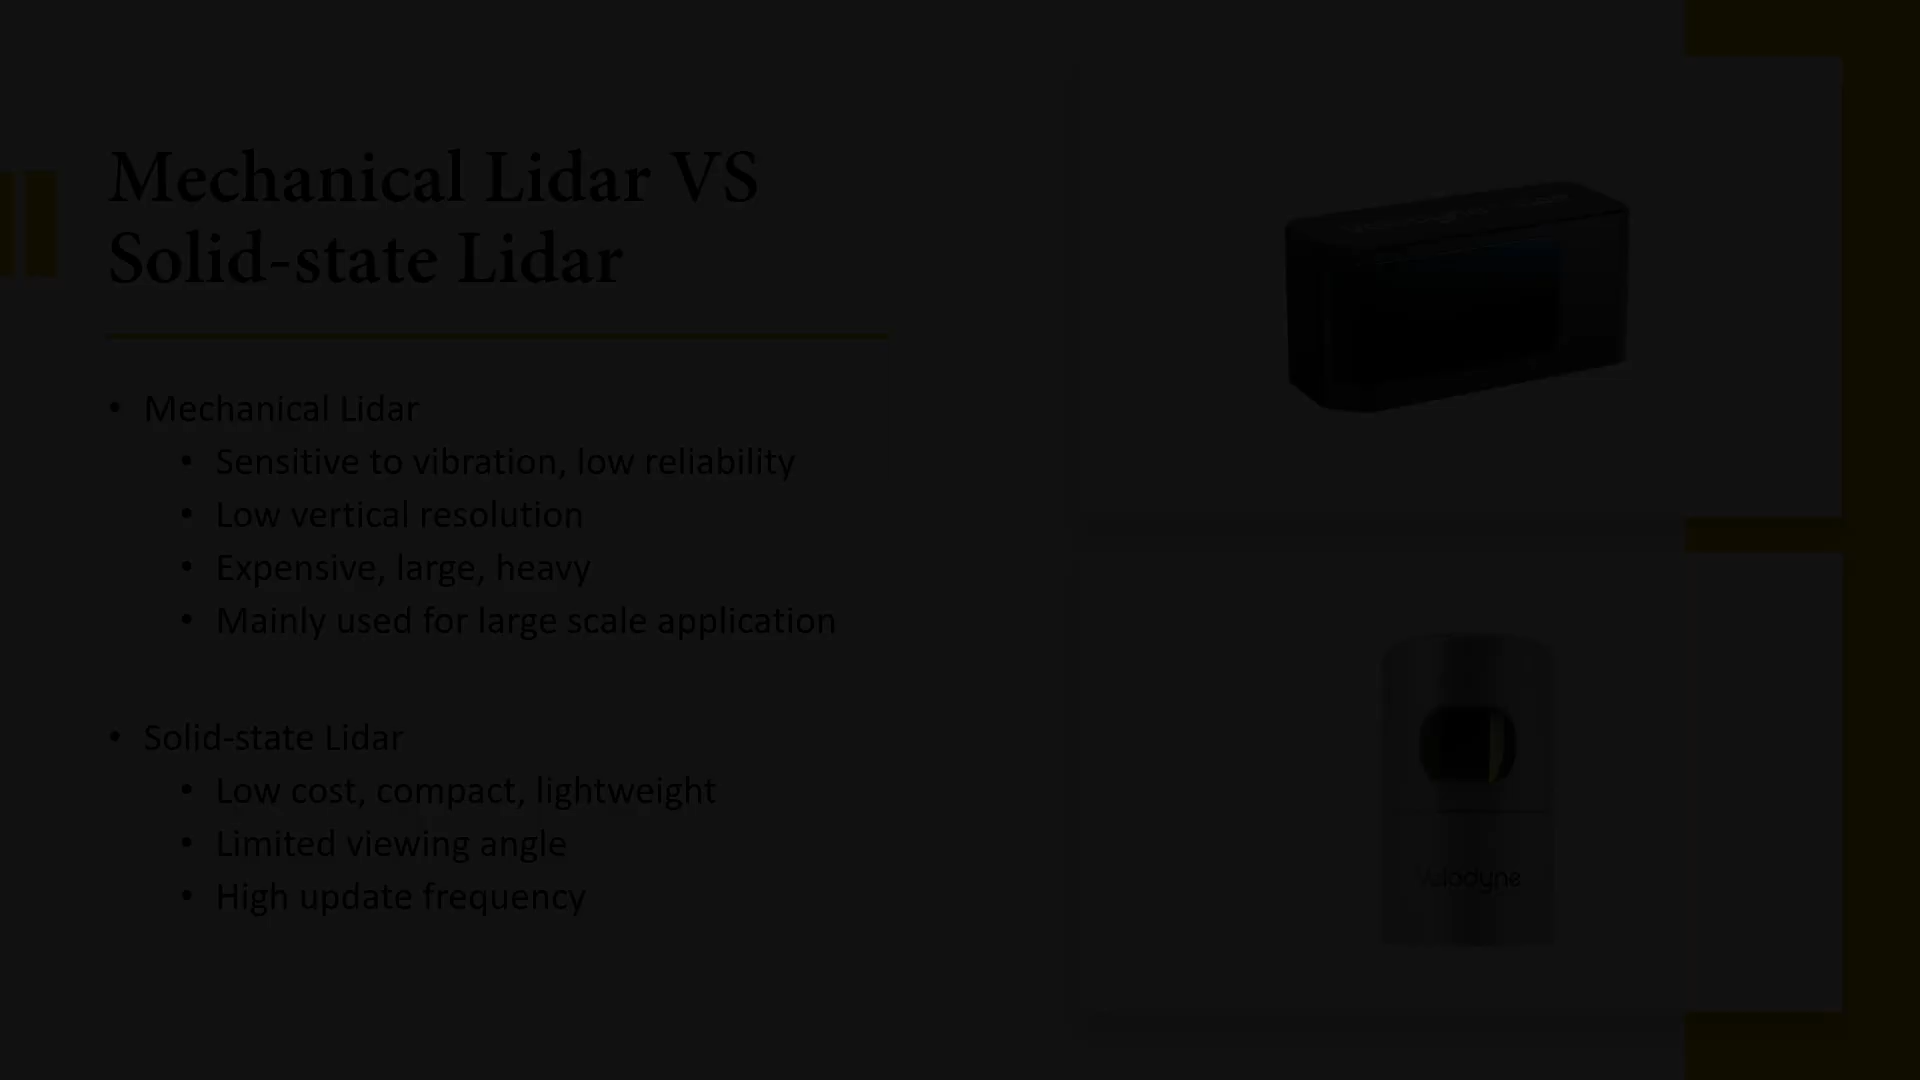 Mechanical Lidar VS
Solid-state Lidar
• Mechanical Lidar
• Sensitive to vibration, low reliability
• Low vertical resolution
• Expensive, large, heavy
• Mainly used for large scale application
• Solid-state Lidar
• Low cost, compact, lightweight
• Limited viewing angle
• High update frequency
Velodyne